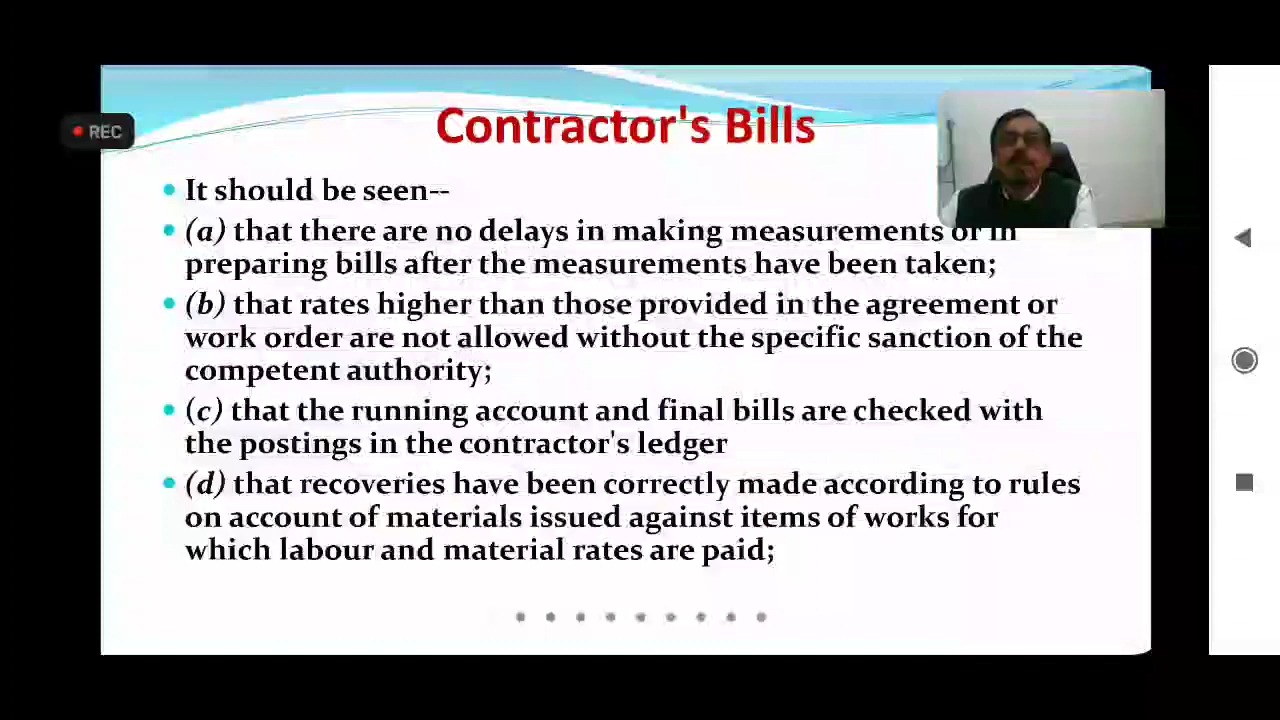 REC
Contractor's Bills
It should be seen--
(a) that there are no delays in making measurements or in
preparing bills after the measurements have been taken;
(b) that rates higher than those provided in the agreement or
work order are not allowed without the specific sanction of the
competent authority;
(c) that the running account and final bills are checked with
the postings in the contractor's ledger
(d) that recoveries have been correctly made according to rules
on account of materials issued against items of works for
which labour and material rates are paid;